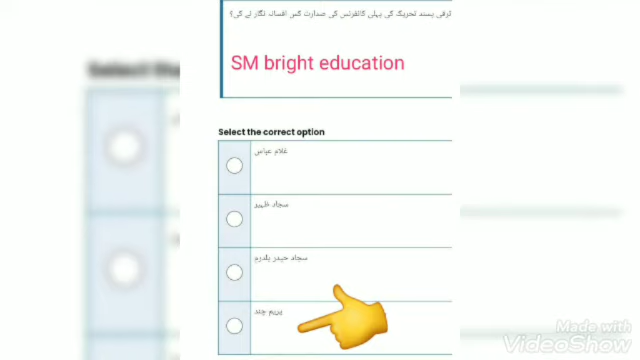 ترقی پسند تحریک کی پہلی کانفرنس کی صدارت کس افسانہ نگار نے کی؟
SM bright education
Select the correct option
غلام عباس
سجاد ظہیر
سجاد حیدر یلدرم
پریم چند
Made with
VideoShow